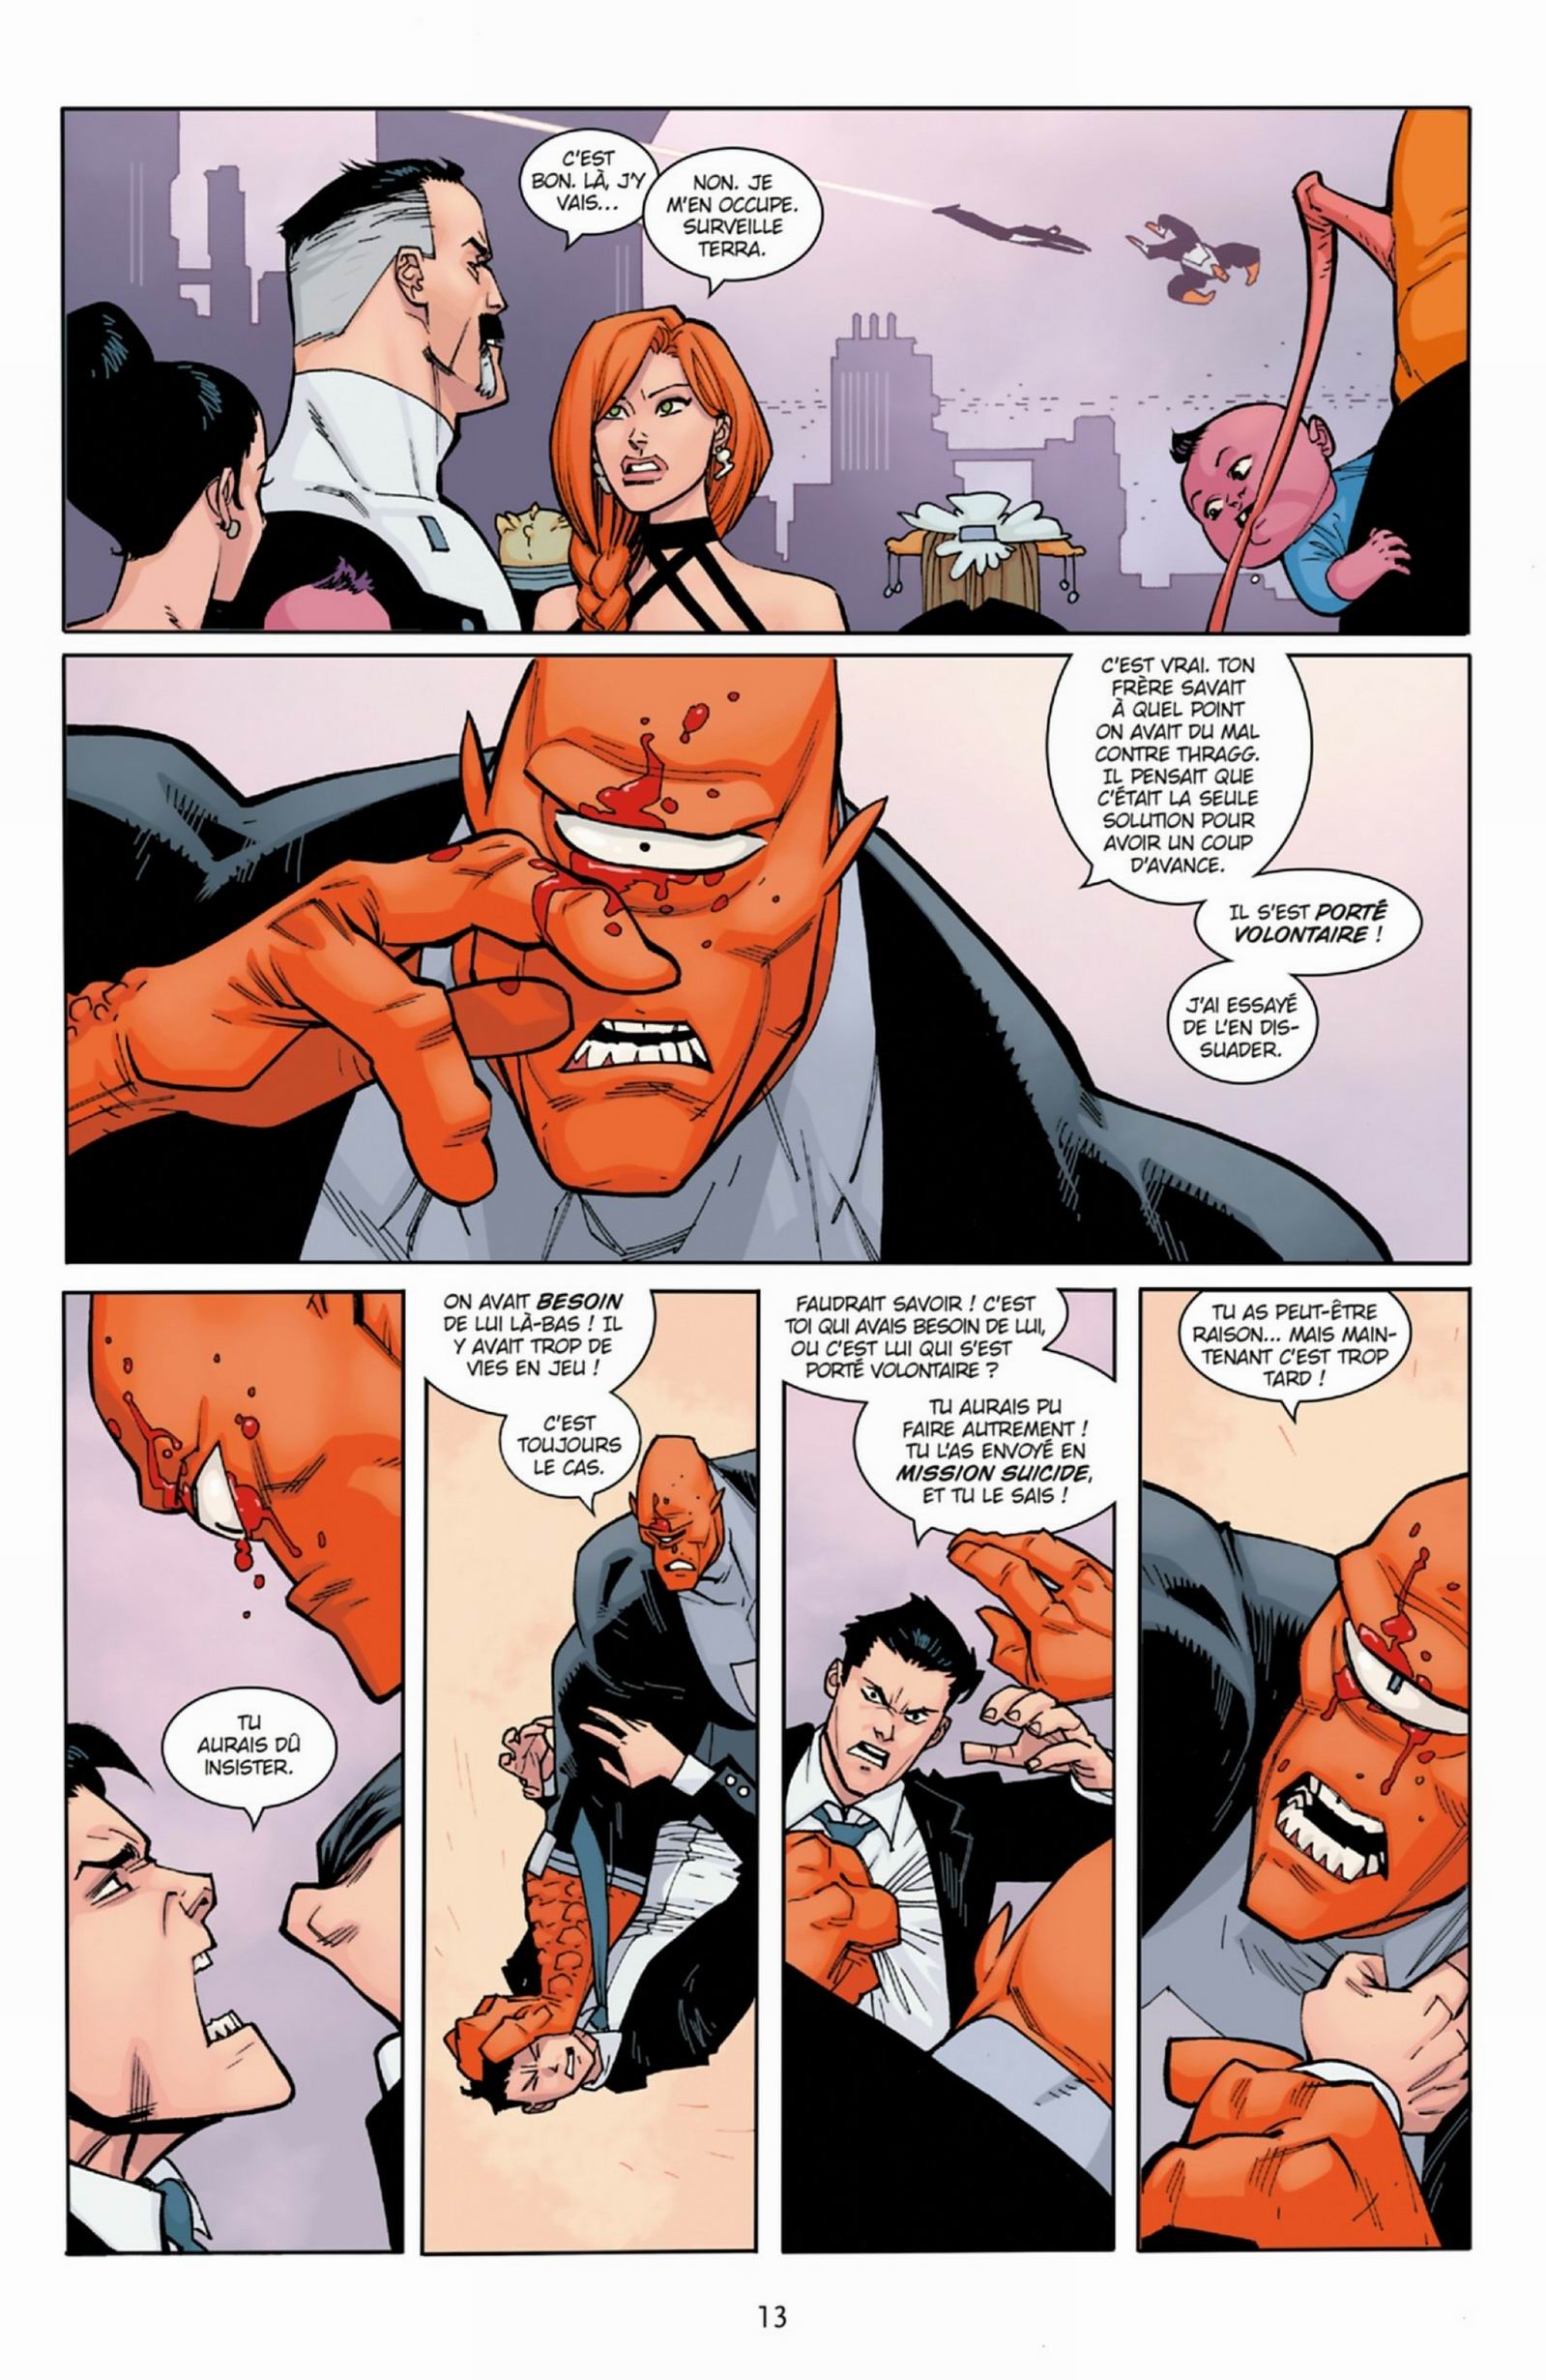 C'EST
BON. LÀ, J'Y
VAIS...
NON. JE
M'EN OCCUPE.
SURVEILLE
TERRA.
C'EST VRAI. TON
FRÈRE SAVAIT
À QUEL POINT
ON AVAIT DU MAL
CONTRE THRAGG.
IL PENSAIT QUE
C'ÉTAIT LA SEULE
SOLUTION POUR
AVOIR UN COUP
D'AVANCE.
IL S'EST PORTÉ
VOLONTAIRE !
J'AI ESSAYÉ
DE L'EN DIS-
SUADER.
TU
AURAIS DÛ
INSISTER.
ON AVAIT BESOIN
DE LUI LÀ-BAS ! IL
Y AVAIT TROP DE
VIES EN JEU !
C'EST
TOUJOURS
LE CAS.
FAUDRAIT SAVOIR ! C'EST
TOI QUI AVAIS BESOIN DE LUI,
OU C'EST LUI QUI S'EST
PORTÉ VOLONTAIRE ?
TU AURAIS PU
FAIRE AUTREMENT !
TU L'AS ENVOYÉ EN
MISSION SUICIDE,
ET TU LE SAIS !
TU AS PEUT-ÊTRE
RAISON... MAIS MAIN-
TENANT C'EST TROP
TARD !
13